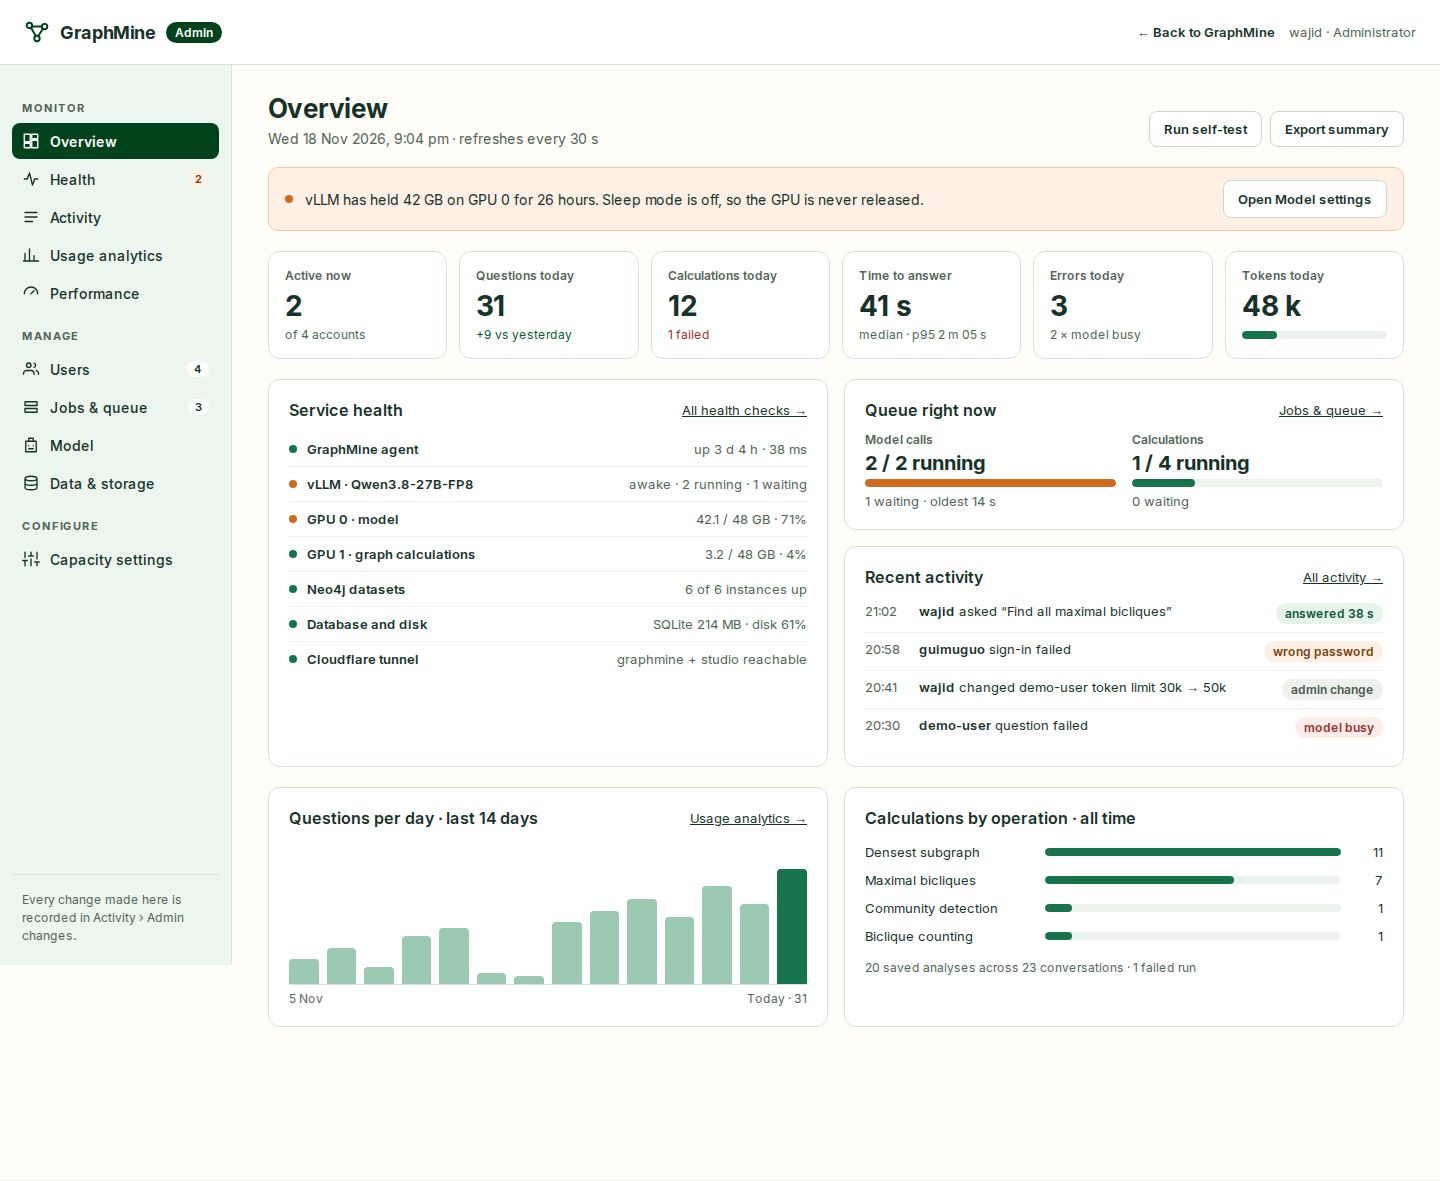 GraphMine Admin
← Back to GraphMine wajid · Administrator
MONITOR
Overview
Health 2
Activity
Usage analytics
Performance
MANAGE
Users 4
Jobs & queue 3
Model
Data & storage
CONFIGURE
Capacity settings
Every change made here is
recorded in Activity › Admin
changes.
Overview
Wed 18 Nov 2026, 9:04 pm · refreshes every 30 s
Run self-test Export summary
vLLM has held 42 GB on GPU 0 for 26 hours. Sleep mode is off, so the GPU is never released.
Open Model settings
Active now
2
of 4 accounts
Questions today
31
+9 vs yesterday
Calculations today
12
1 failed
Time to answer
41 s
median · p95 2 m 05 s
Errors today
3
2 × model busy
Tokens today
48 k
Service health All health checks →
GraphMine agent up 3 d 4 h · 38 ms
vLLM · Qwen3.8-27B-FP8 awake · 2 running · 1 waiting
GPU 0 · model 42.1 / 48 GB · 71%
GPU 1 · graph calculations 3.2 / 48 GB · 4%
Neo4j datasets 6 of 6 instances up
Database and disk SQLite 214 MB · disk 61%
Cloudflare tunnel graphmine + studio reachable
Queue right now Jobs & queue →
Model calls
2 / 2 running
1 waiting · oldest 14 s
Calculations
1 / 4 running
0 waiting
Recent activity All activity →
21:02 wajid asked “Find all maximal bicliques” answered 38 s
20:58 guimuguo sign-in failed wrong password
20:41 wajid changed demo-user token limit 30k → 50k admin change
20:30 demo-user question failed model busy
Questions per day · last 14 days Usage analytics →
5 Nov Today · 31
Calculations by operation · all time
Densest subgraph 11
Maximal bicliques 7
Community detection 1
Biclique counting 1
20 saved analyses across 23 conversations · 1 failed run